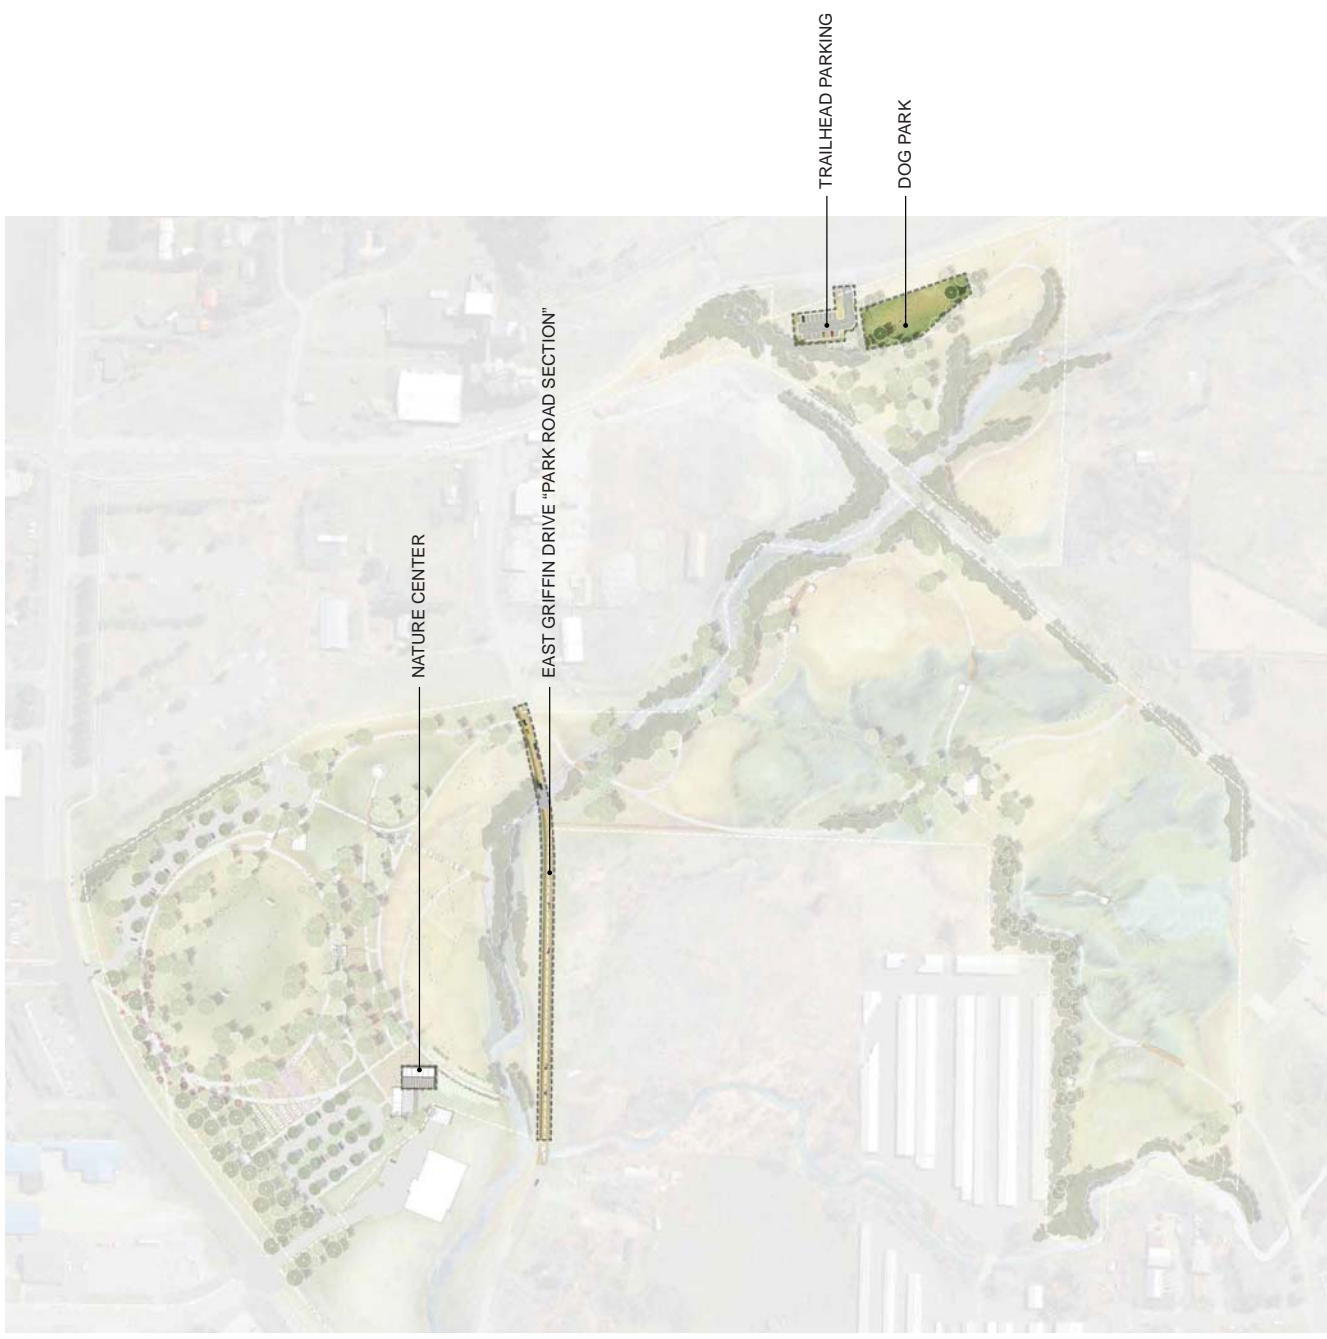 TRAILHEAD PARKING
DOG PARK
EAST GRIFFIN DRIVE “PARK ROAD SECTION”
NATURE CENTER